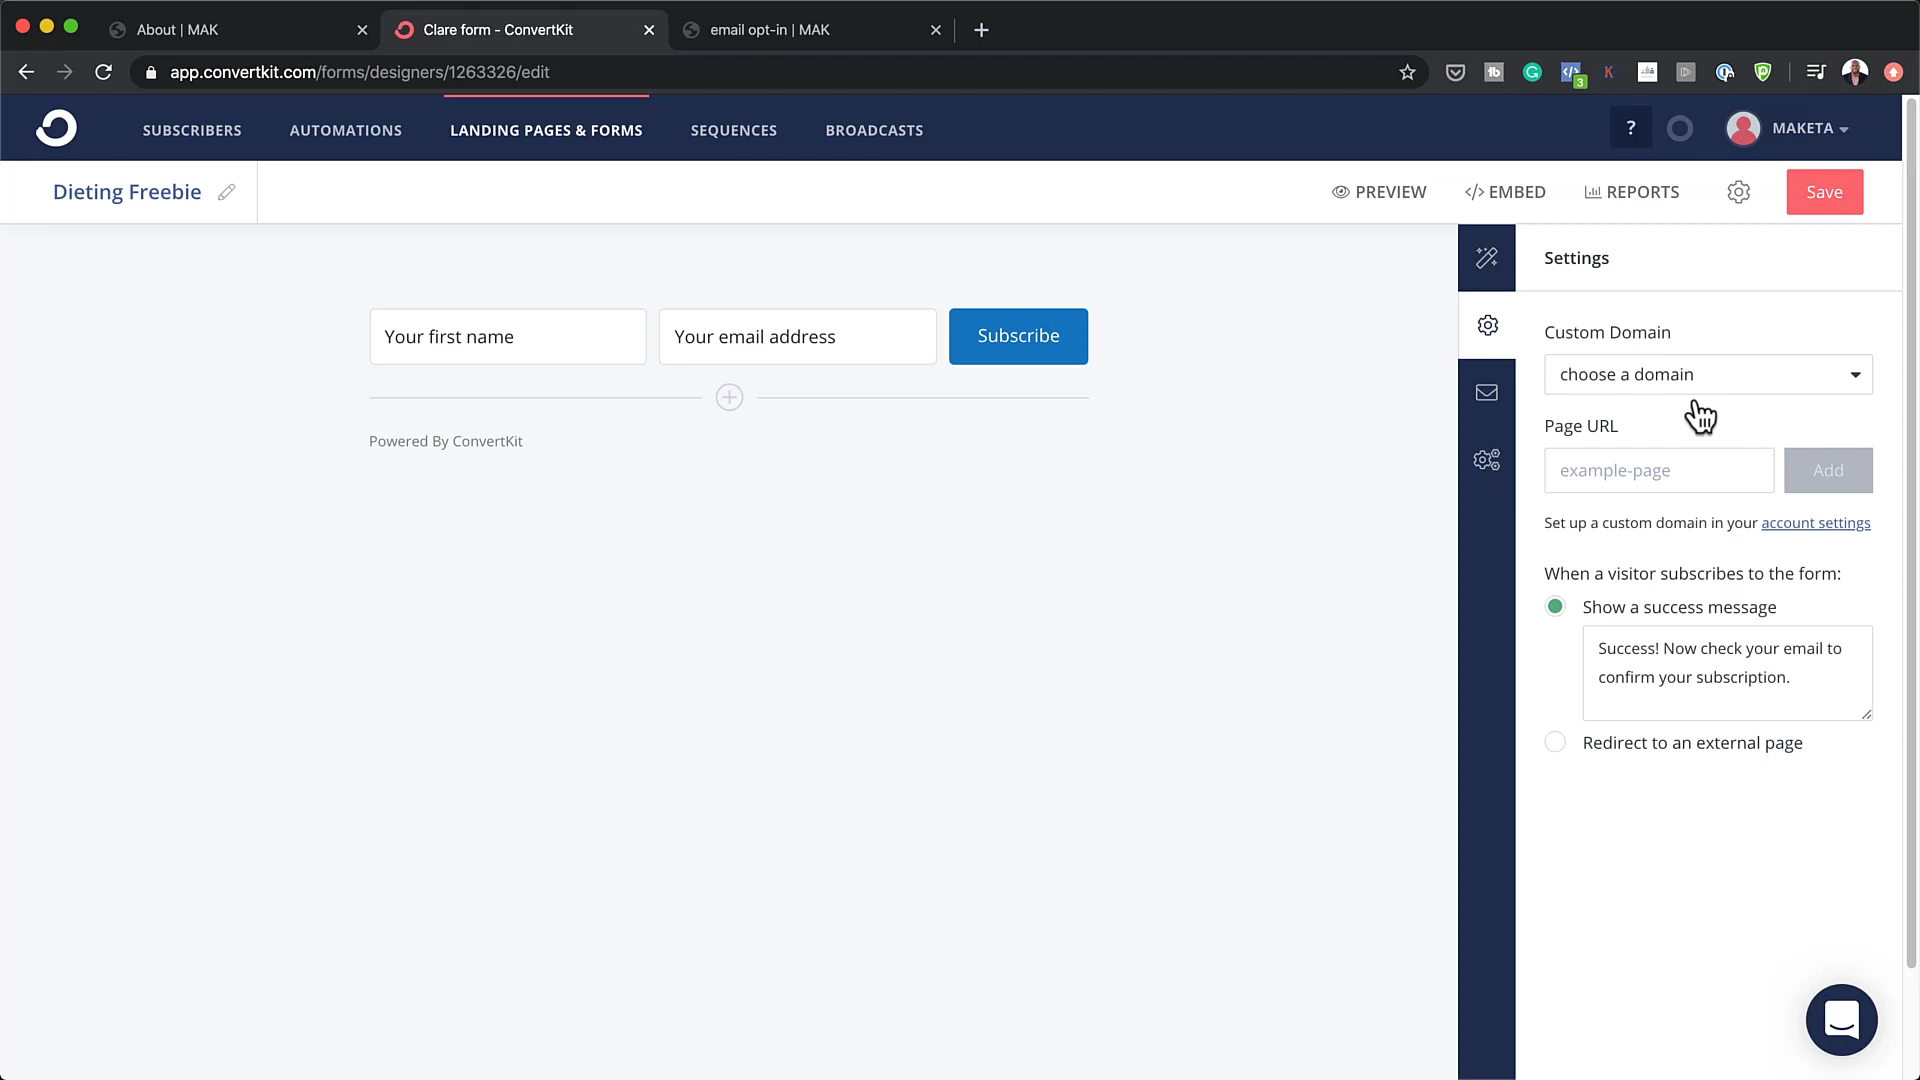 About | MAK
Clare form - ConvertKit
email opt-in | MAK
app.convertkit.com/forms/designers/1263326/edit
tb
3
K
SUBSCRIBERS
AUTOMATIONS
LANDING PAGES & FORMS
SEQUENCES
BROADCASTS
?
MAKETA
Dieting Freebie
PREVIEW
</> EMBED
REPORTS
Save
Settings
Your first name
Your email address
Subscribe
Powered By ConvertKit
Custom Domain
choose a domain
Page URL
example-page
Add
Set up a custom domain in your account settings
When a visitor subscribes to the form:
Show a success message
Success! Now check your email to
confirm your subscription.
Redirect to an external page